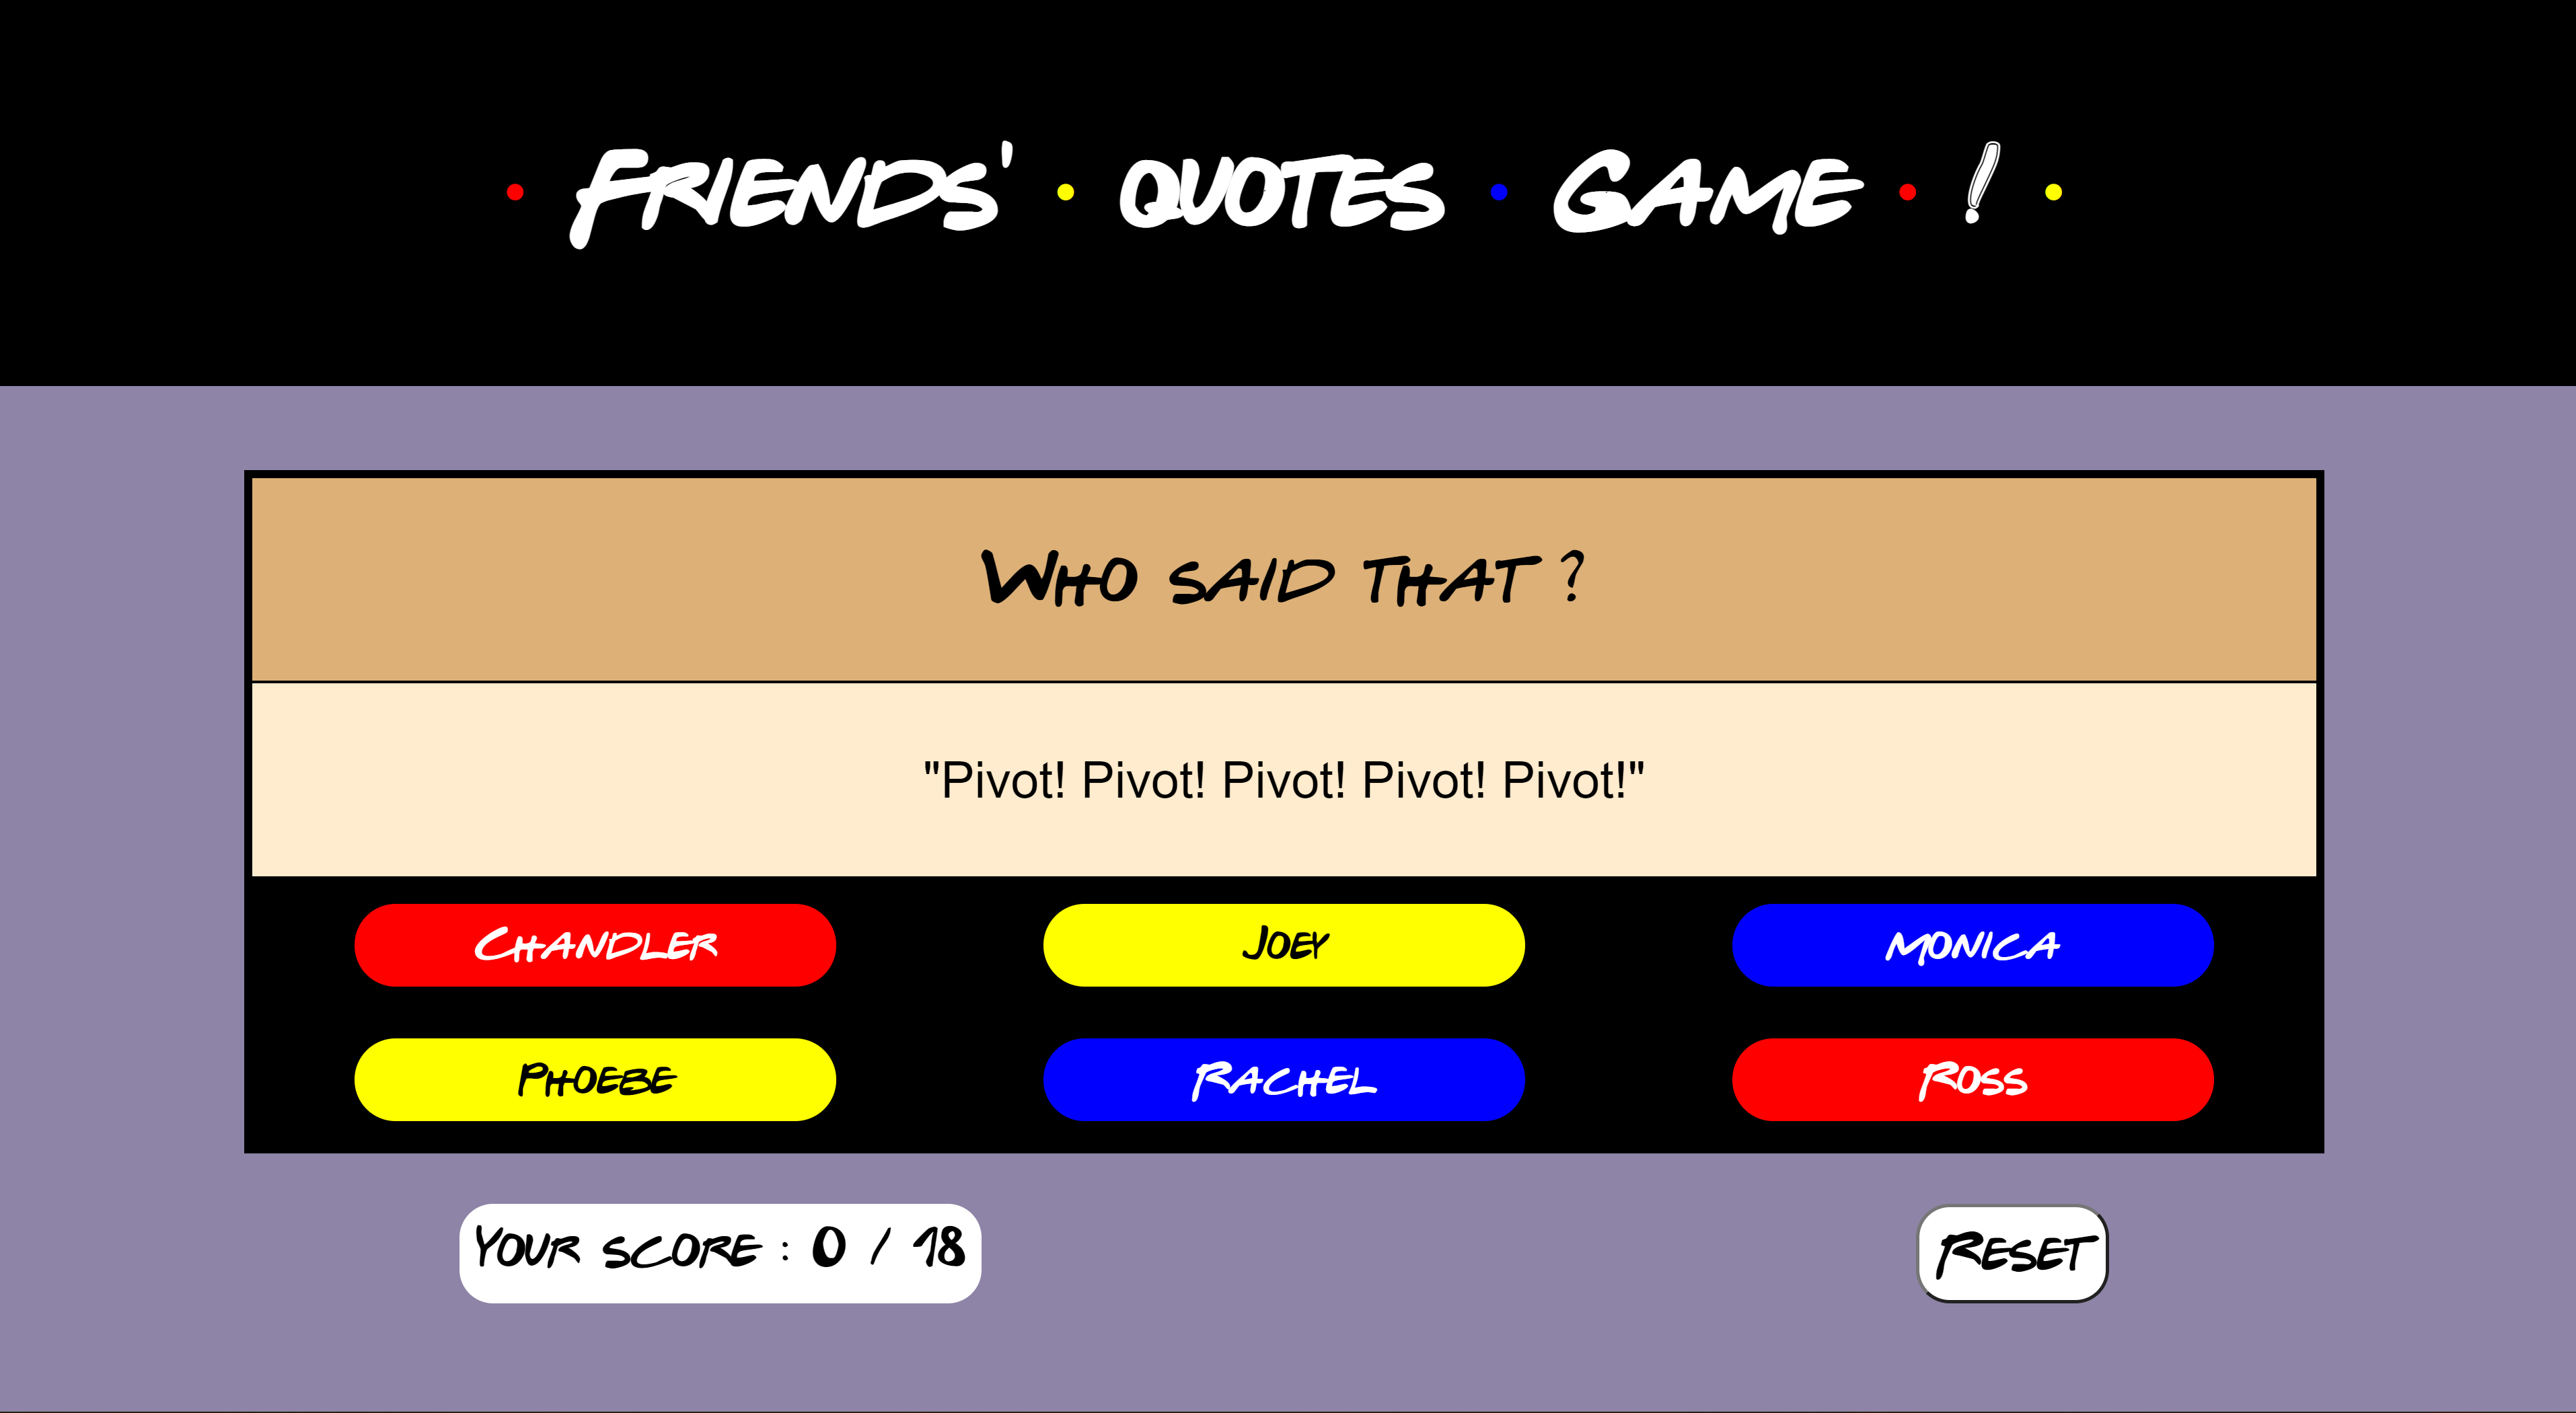 • Friends' • quotes • Game • ! •
Who said that ?
"Pivot! Pivot! Pivot! Pivot! Pivot!"
Chandler Joey Monica
Phoebe Rachel Ross
Your score : 0 / 18 Reset